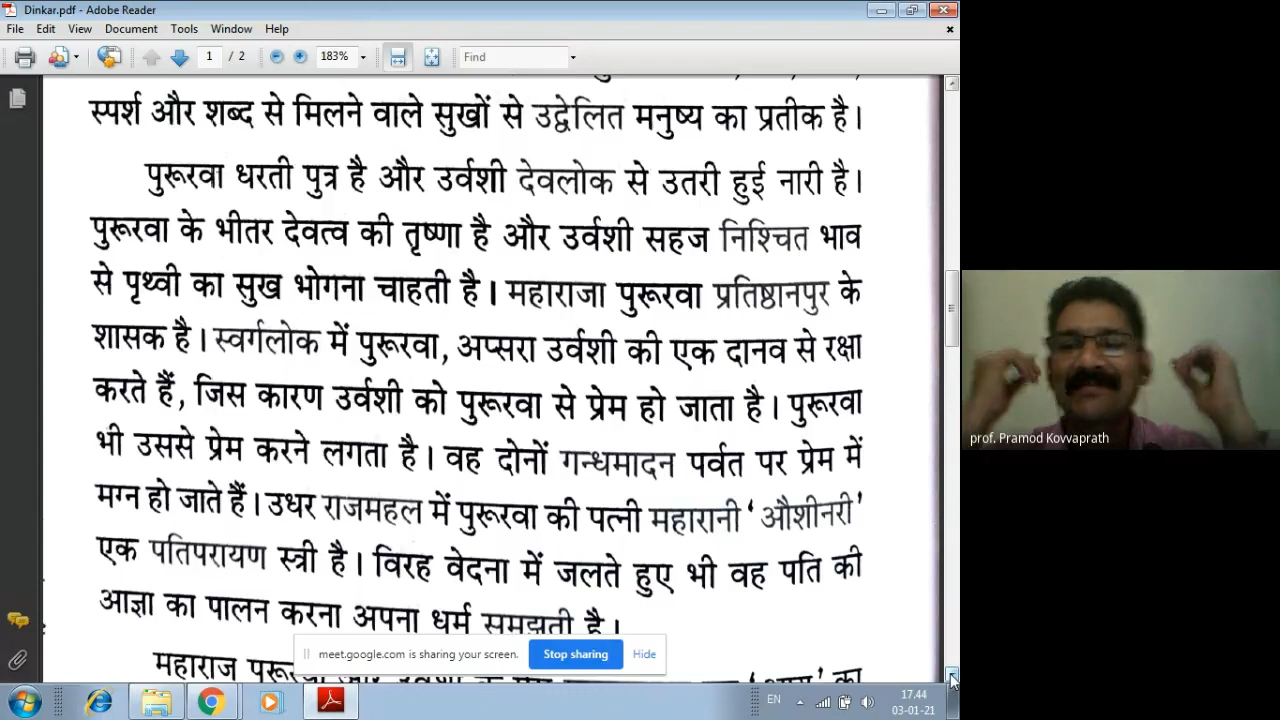 Dinkar.pdf - Adobe Reader
File Edit View Document Tools Window Help
1 / 2 183% Find
स्पर्श और शब्द से मिलने वाले सुखों से उद्वेलित मनुष्य का प्रतीक है।
पुरूरवा धरती पुत्र है और उर्वशी देवलोक से उतरी हुई नारी है।
पुरूरवा के भीतर देवत्व की तृष्णा है और उर्वशी सहज निश्चित भाव
से पृथ्वी का सुख भोगना चाहती है। महाराजा पुरूरवा प्रतिष्ठानपुर के
शासक है। स्वर्गलोक में पुरूरवा, अप्सरा उर्वशी की एक दानव से रक्षा
करते हैं, जिस कारण उर्वशी को पुरूरवा से प्रेम हो जाता है। पुरूरवा
भी उससे प्रेम करने लगता है। वह दोनों गन्धमादन पर्वत पर प्रेम में
मग्न हो जाते हैं। उधर राजमहल में पुरूरवा की पत्नी महारानी ‘औशीनरी’
एक पतिपरायण स्त्री है। विरह वेदना में जलते हुए भी वह पति की
आज्ञा का पालन करना अपना धर्म समझती है।
महाराज
prof. Pramod Kovvaprath
meet.google.com is sharing your screen. Stop sharing Hide
EN 17.44
03-01-21